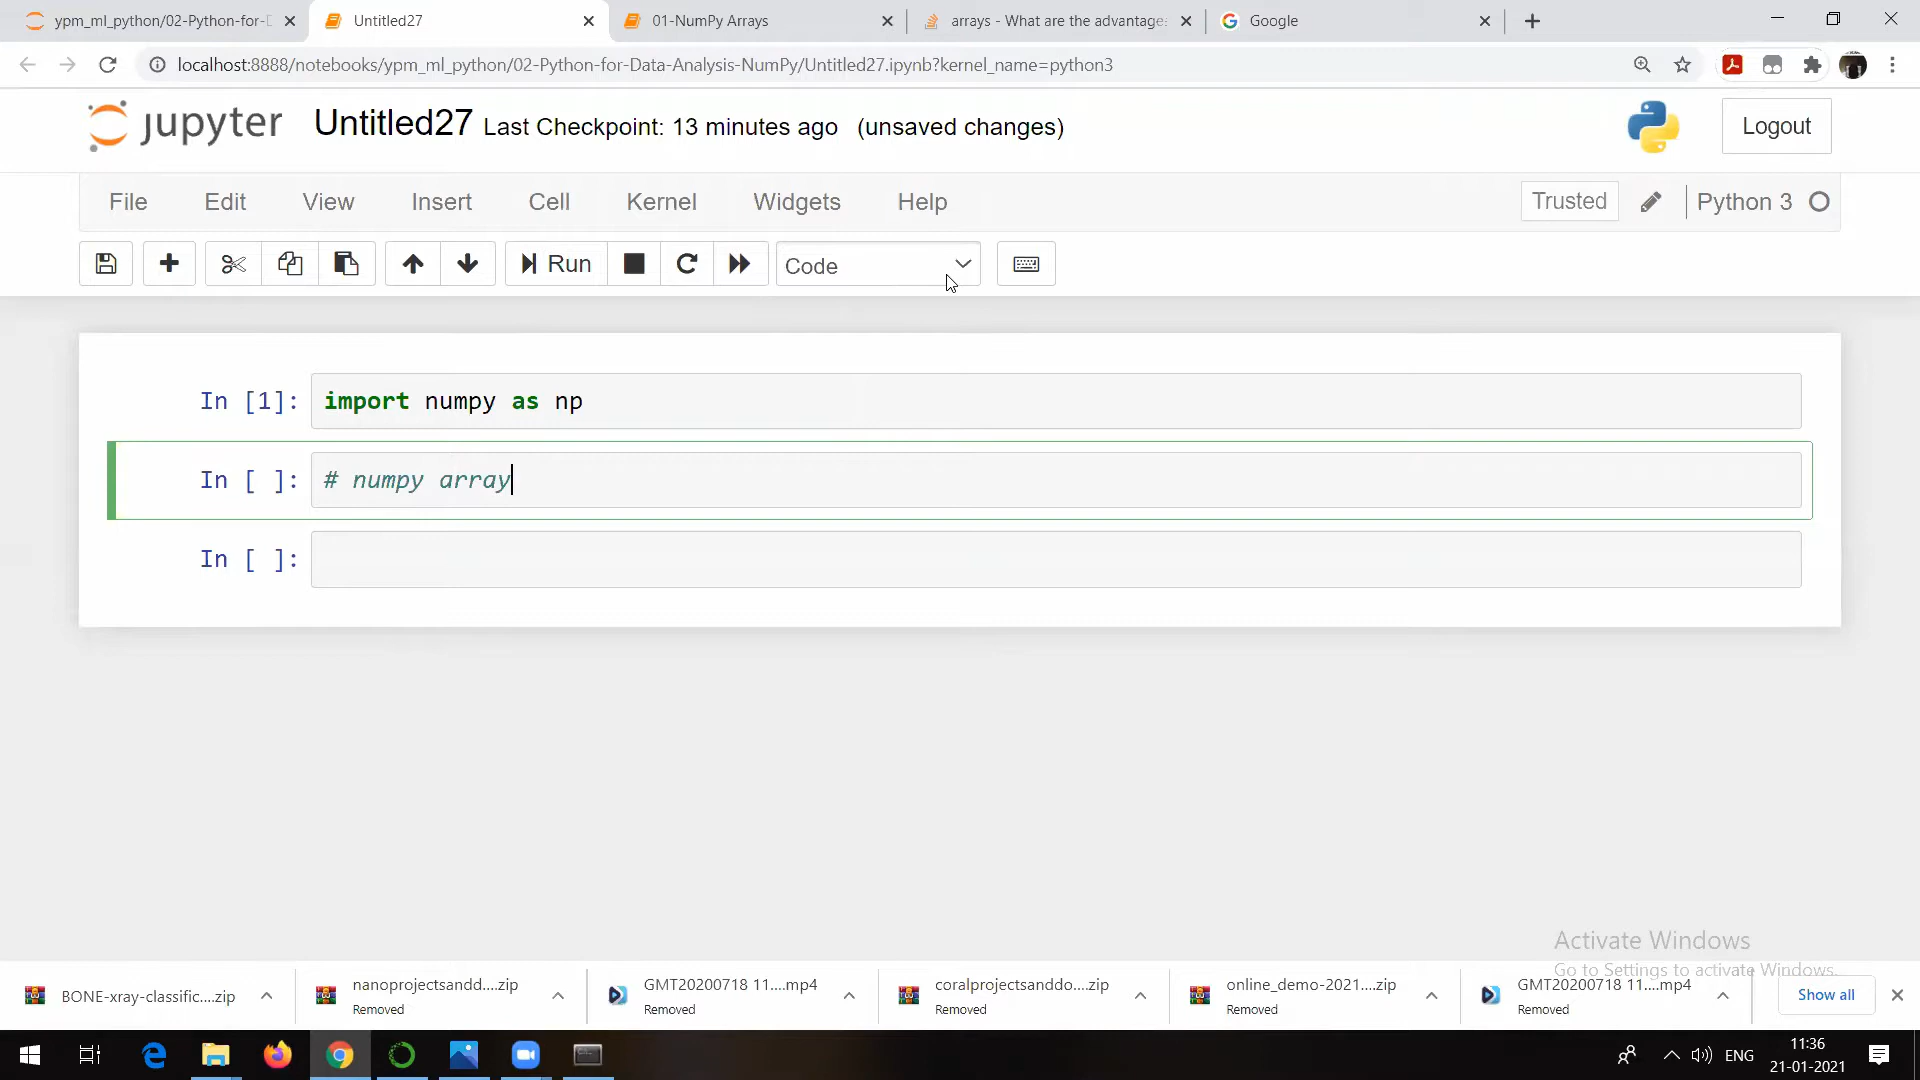 ypm_ml_python/02-Python-for-D
Untitled27
01-NumPy Arrays
arrays - What are the advantage
Google
localhost:8888/notebooks/ypm_ml_python/02-Python-for-Data-Analysis-NumPy/Untitled27.ipynb?kernel_name=python3
jupyter Untitled27 Last Checkpoint: 13 minutes ago (unsaved changes)
Logout
File Edit View Insert Cell Kernel Widgets Help
Trusted
Python 3
Run
Code
In [1]: import numpy as np
In [ ]: # numpy array
In [ ]:
Activate Windows
Go to Settings to activate Windows.
BONE-xray-classific....zip
nanoprojectsandd....zip
Removed
GMT20200718 11....mp4
Removed
coralprojectsanddo....zip
Removed
online_demo-2021....zip
Removed
GMT20200718 11....mp4
Removed
Show all
ENG
11:36
21-01-2021